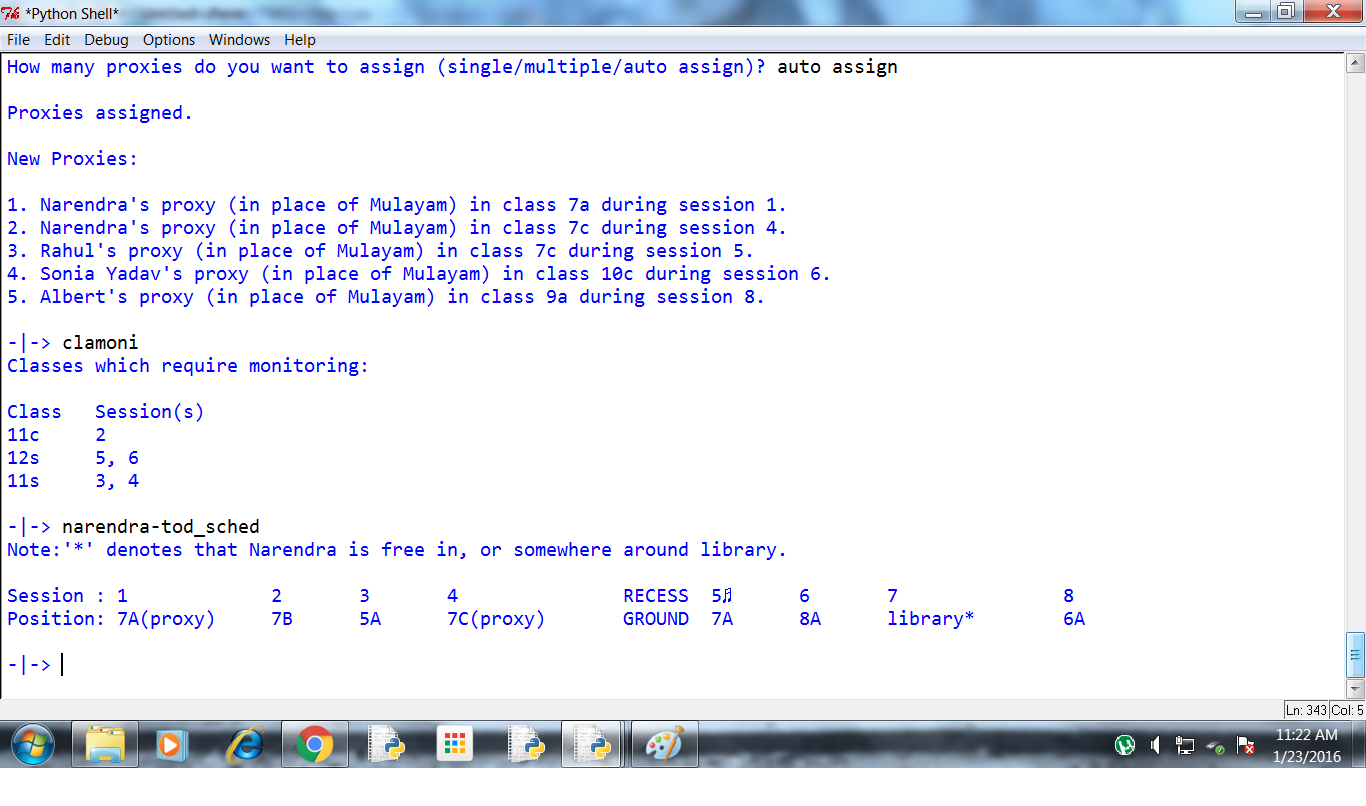 *Python Shell*
File Edit Debug Options Windows Help
How many proxies do you want to assign (single/multiple/auto assign)? auto assign
Proxies assigned.
New Proxies:
1. Narendra's proxy (in place of Mulayam) in class 7a during session 1.
2. Narendra's proxy (in place of Mulayam) in class 7c during session 4.
3. Rahul's proxy (in place of Mulayam) in class 7c during session 5.
4. Sonia Yadav's proxy (in place of Mulayam) in class 10c during session 6.
5. Albert's proxy (in place of Mulayam) in class 9a during session 8.
-|-> clamoni
Classes which require monitoring:
Class Session(s)
11c 2
12s 5, 6
11s 3, 4
-|-> narendra-tod_sched
Note:'*' denotes that Narendra is free in, or somewhere around library.
Session : 1 2 3 4 RECESS 5♫ 6 7 8
Position: 7A(proxy) 7B 5A 7C(proxy) GROUND 7A 8A library* 6A
-|->
Ln: 343 Col: 5
11:22 AM
1/23/2016